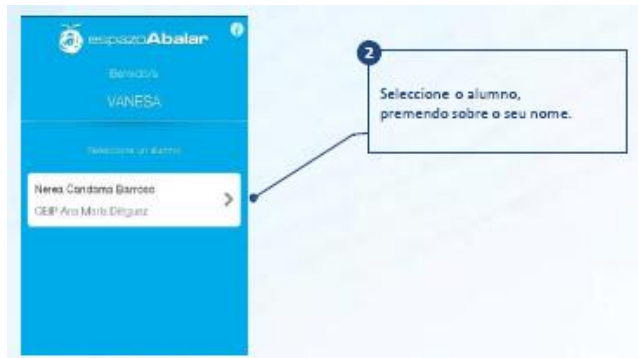 espazoAbalar
Benvido/a
VANESA
Seleccione un alumno
Nerea Candama Barroso
CEIP Ana María Diéguez
2
Seleccione o alumno,
premendo sobre o seu nome.